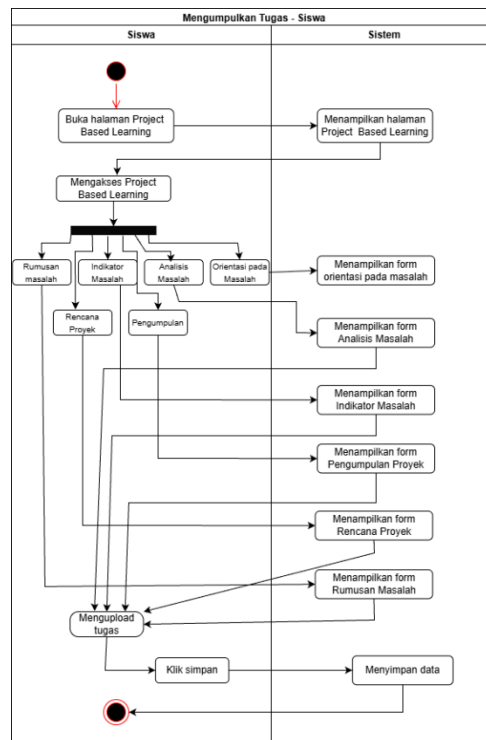 Mengumpulkan Tugas - Siswa
Siswa
Sistem
Buka halaman Project
Based Learning
Menampilkan halaman
Project Based Learning
Mengakses Project
Based Learning
Rumusan
masalah
Indikator
Masalah
Analisis
Masalah
Orientasi pada
Masalah
Menampilkan form
orientasi pada masalah
Rencana
Proyek
Pengumpulan
Menampilkan form
Analisis Masalah
Menampilkan form
Indikator Masalah
Menampilkan form
Pengumpulan Proyek
Menampilkan form
Rencana Proyek
Menampilkan form
Rumusan Masalah
Mengupload
tugas
Klik simpan
Menyimpan data